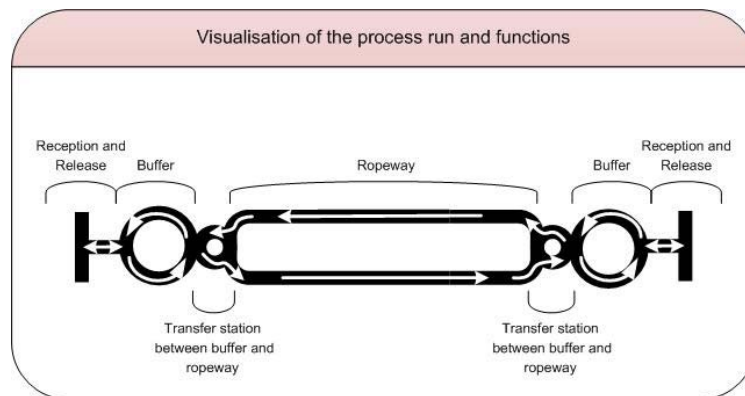 Visualisation of the process run and functions
Reception and
Release
Buffer
Ropeway
Buffer
Reception and
Release
Transfer station
between buffer and
ropeway
Transfer station
between buffer and
ropeway